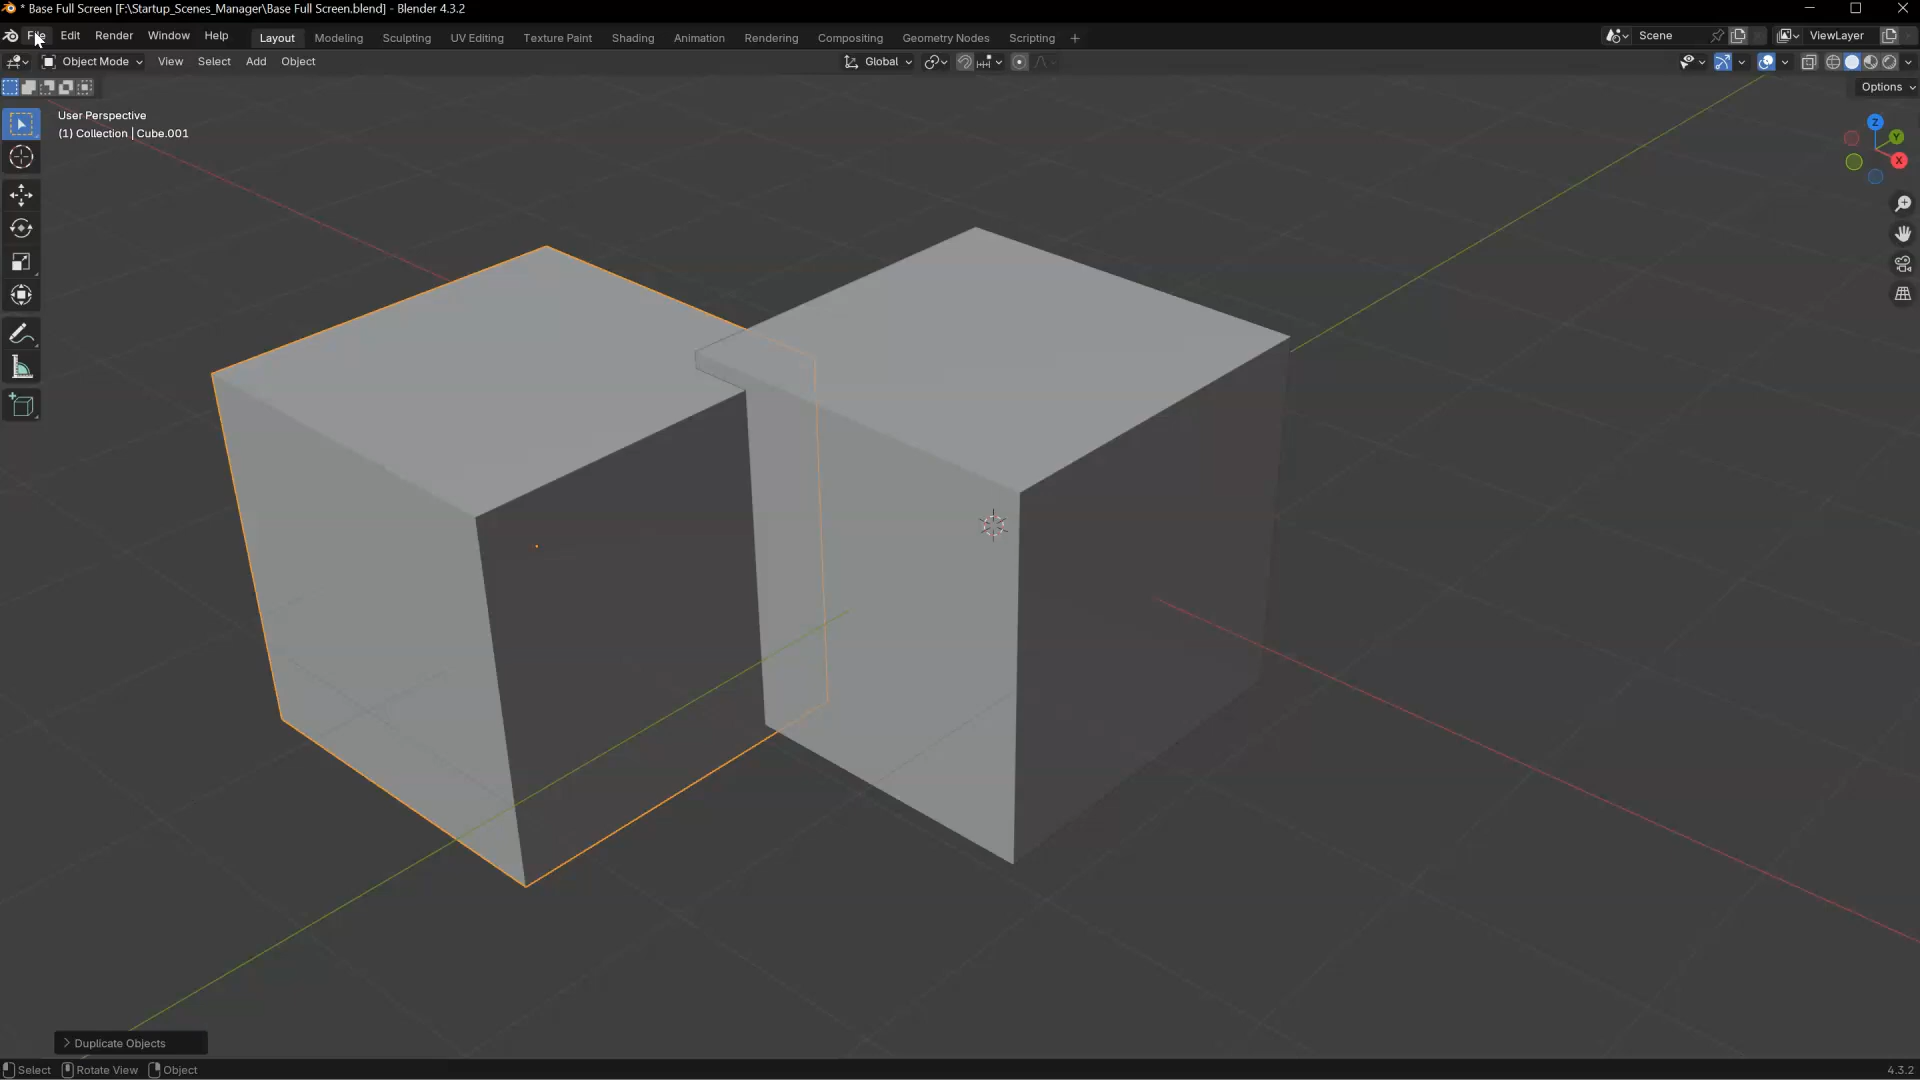 * Base Full Screen [F:\Startup_Scenes_Manager\Base Full Screen.blend] - Blender 4.3.2
File Edit Render Window Help Layout Modeling Sculpting UV Editing Texture Paint Shading Animation Rendering Compositing Geometry Nodes Scripting + Scene ViewLayer
Object Mode View Select Add Object Global
Options
User Perspective
(1) Collection | Cube.001
Z
Y
X
Duplicate Objects
Select Rotate View Object 4.3.2